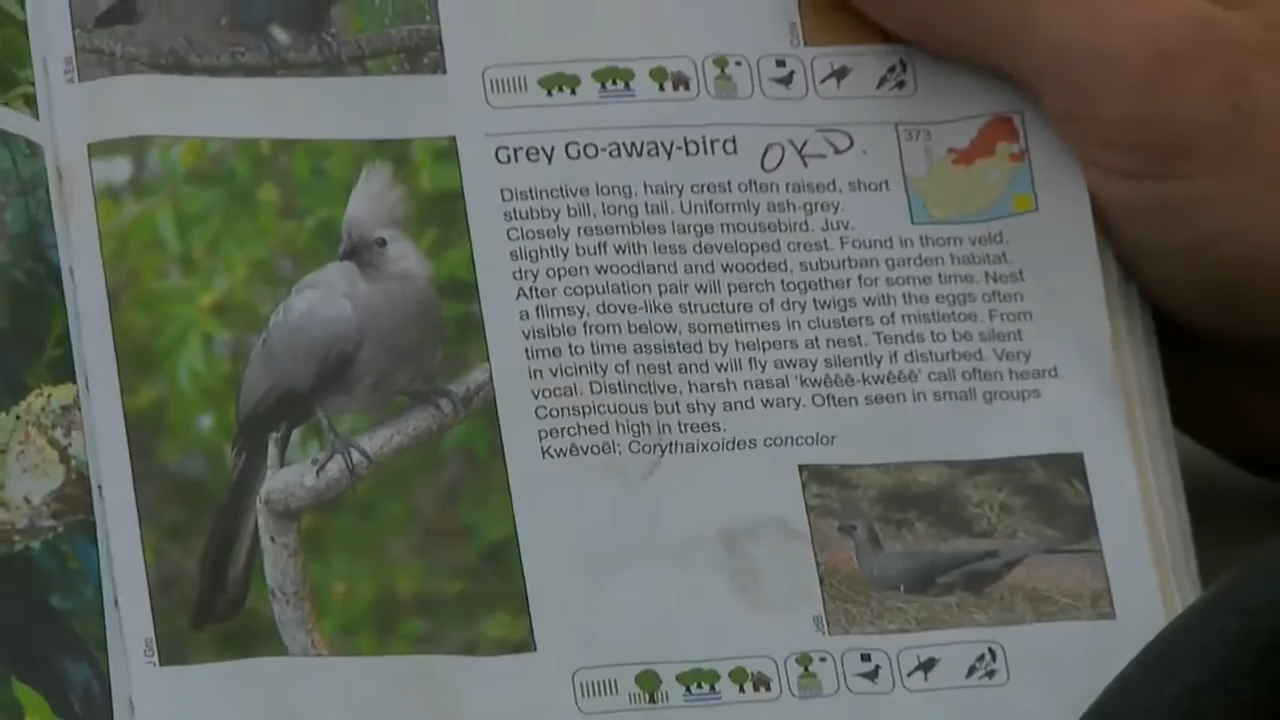 Grey Go-away-bird OKD.
373
Distinctive long, hairy crest often raised, short
stubby bill, long tail. Uniformly ash-grey.
Closely resembles large mousebird. Juv.
slightly buff with less developed crest. Found in thorn veld,
dry open woodland and wooded, suburban garden habitat.
After copulation pair will perch together for some time. Nest
a flimsy, dove-like structure of dry twigs with the eggs often
visible from below, sometimes in clusters of mistletoe. From
time to time assisted by helpers at nest. Tends to be silent
in vicinity of nest and will fly away silently if disturbed. Very
vocal. Distinctive, harsh nasal 'kwêêê-kwêêê' call often heard.
Conspicuous but shy and wary. Often seen in small groups
perched high in trees.
Kwêvoël; Corythaixoides concolor